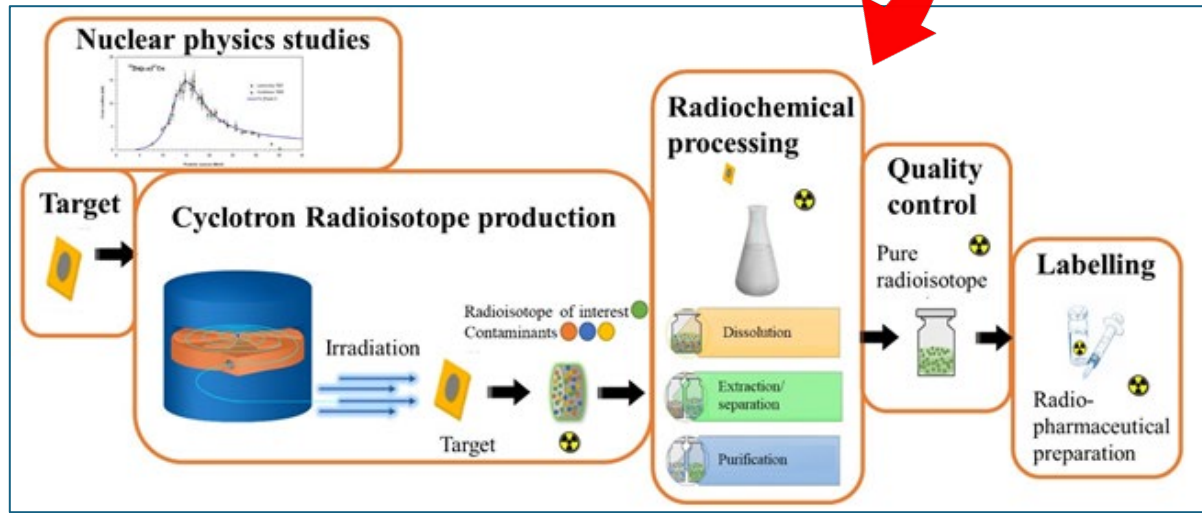 Nuclear physics studies
Target
Cyclotron Radioisotope production
Radioisotope of interest
Contaminants
Irradiation
Target
Radiochemical
processing
Dissolution
Extraction/
separation
Purification
Quality
control
Pure
radioisotope
Labelling
Radio-
pharmaceutical
preparation